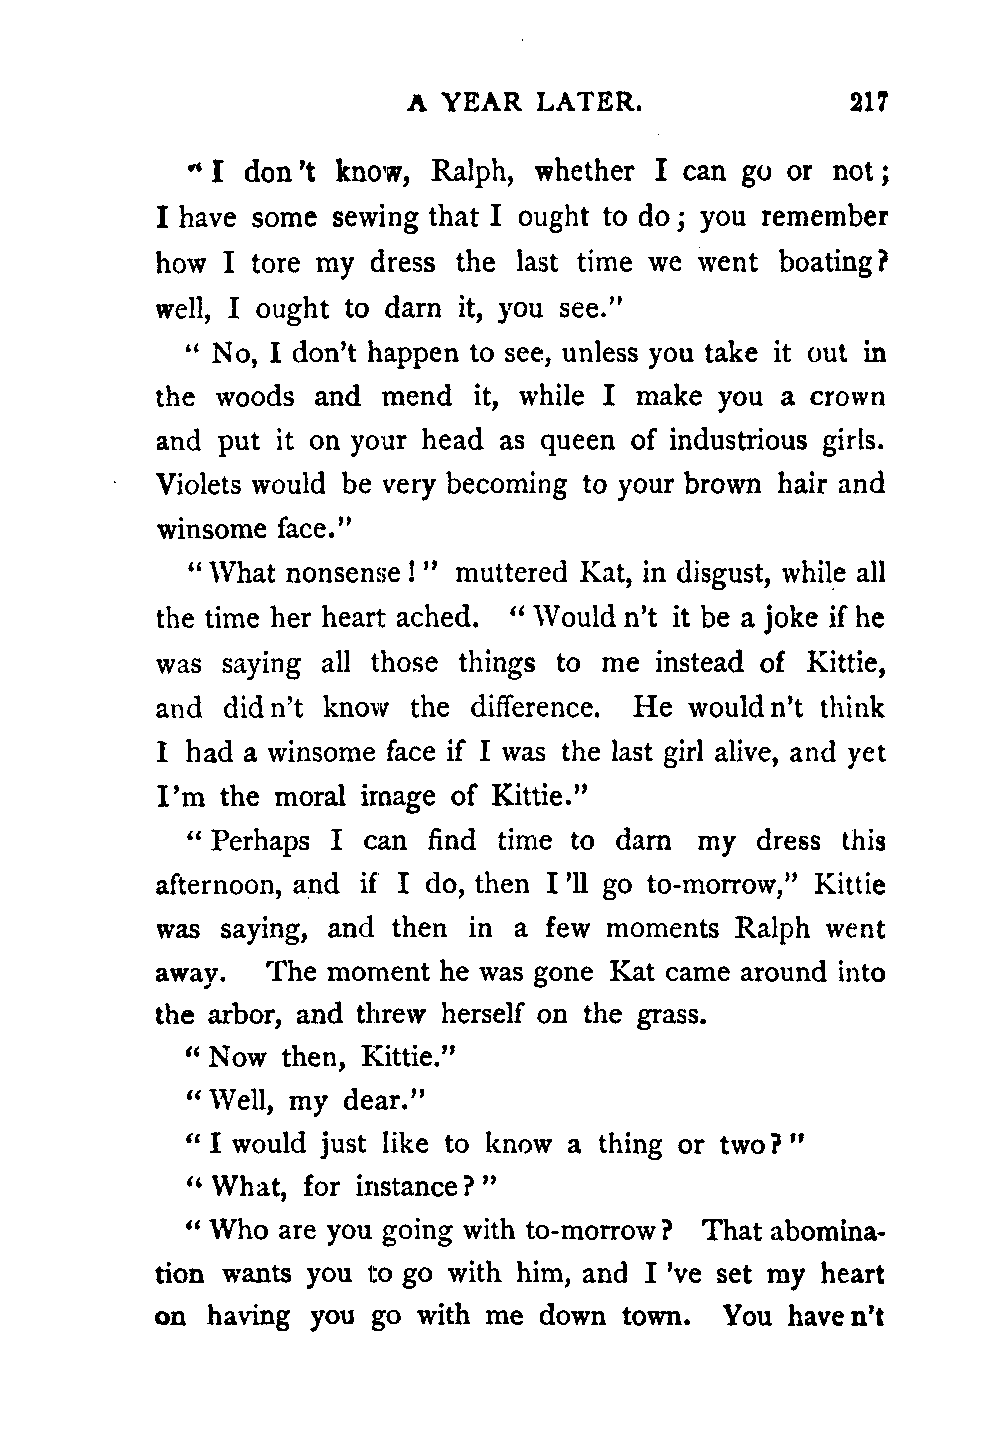 A YEAR LATER. 217
"I don't know, Ralph, whether I can go or not;
I have some sewing that I ought to do; you remember
how I tore my dress the last time we went boating?
well, I ought to darn it, you see."
"No, I don't happen to see, unless you take it out in
the woods and mend it, while I make you a crown
and put it on your head as queen of industrious girls.
Violets would be very becoming to your brown hair and
winsome face."
"What nonsense!" muttered Kat, in disgust, while all
the time her heart ached. "Would n't it be a joke if he
was saying all those things to me instead of Kittie,
and did n't know the difference. He would n't think
I had a winsome face if I was the last girl alive, and yet
I'm the moral image of Kittie."
"Perhaps I can find time to darn my dress this
afternoon, and if I do, then I'll go to-morrow," Kittie
was saying, and then in a few moments Ralph went
away. The moment he was gone Kat came around into
the arbor, and threw herself on the grass.
"Now then, Kittie."
"Well, my dear."
"I would just like to know a thing or two?"
"What, for instance?"
"Who are you going with to-morrow? That abomina-
tion wants you to go with him, and I've set my heart
on having you go with me down town. You have n't